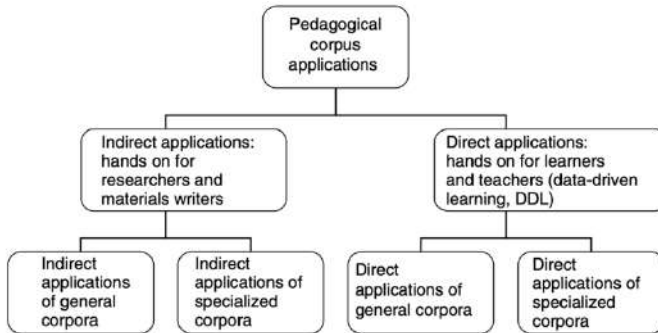 Pedagogical
corpus
applications
Indirect applications:
hands on for
researchers and
materials writers
Direct applications:
hands on for learners
and teachers (data-driven
learning, DDL)
Indirect
applications
of general
corpora
Indirect
applications of
specialized
corpora
Direct
applications of
general corpora
Direct
applications of
specialized
corpora